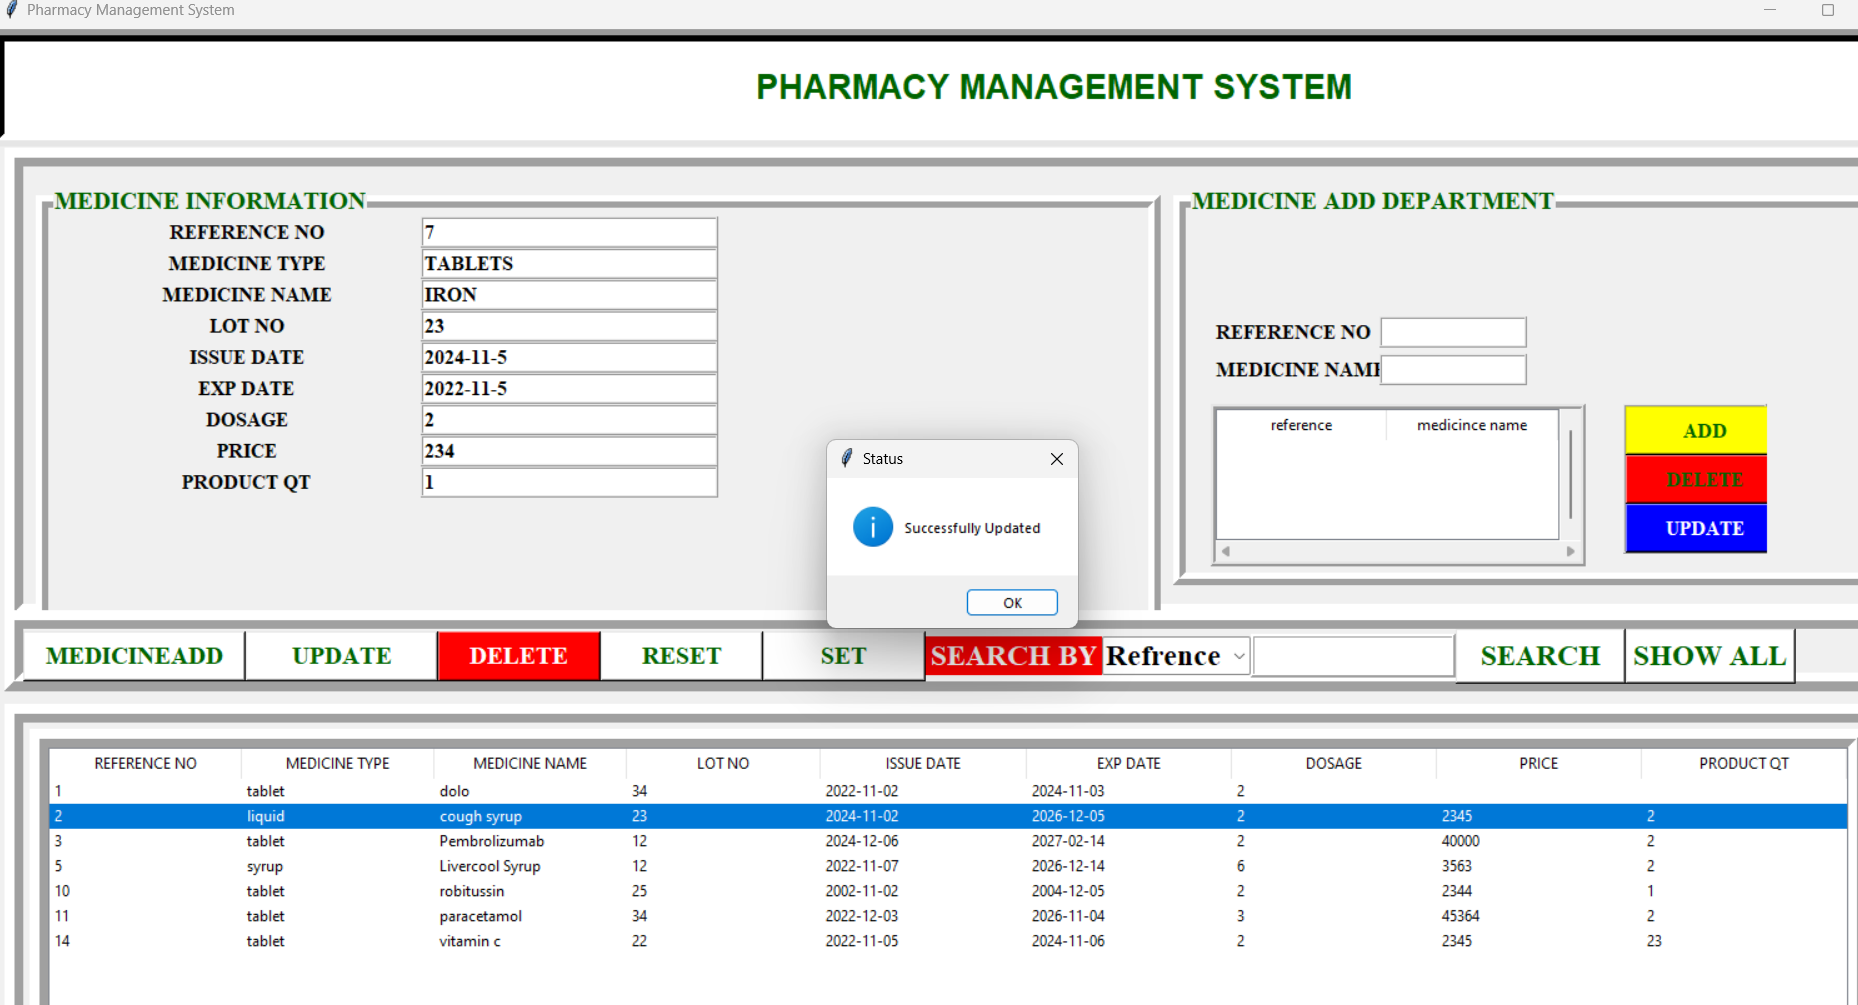 Pharmacy Management System
PHARMACY MANAGEMENT SYSTEM
MEDICINE INFORMATION
REFERENCE NO 7
MEDICINE TYPE TABLETS
MEDICINE NAME IRON
LOT NO 23
ISSUE DATE 2024-11-5
EXP DATE 2022-11-5
DOSAGE 2
PRICE 234
PRODUCT QT 1
MEDICINE ADD DEPARTMENT
REFERENCE NO
MEDICINE NAME
reference medicince name
ADD
DELETE
UPDATE
Status
Successfully Updated
OK
MEDICINEADD UPDATE DELETE RESET SET SEARCH BY Refrence SEARCH SHOW ALL
REFERENCE NO MEDICINE TYPE MEDICINE NAME LOT NO ISSUE DATE EXP DATE DOSAGE PRICE PRODUCT QT
1 tablet dolo 34 2022-11-02 2024-11-03 2
2 liquid cough syrup 23 2024-11-02 2026-12-05 2 2345 2
3 tablet Pembrolizumab 12 2024-12-06 2027-02-14 2 40000 2
5 syrup Livercool Syrup 12 2022-11-07 2026-12-14 6 3563 2
10 tablet robitussin 25 2002-11-02 2004-12-05 2 2344 1
11 tablet paracetamol 34 2022-12-03 2026-11-04 3 45364 2
14 tablet vitamin c 22 2022-11-05 2024-11-06 2 2345 23